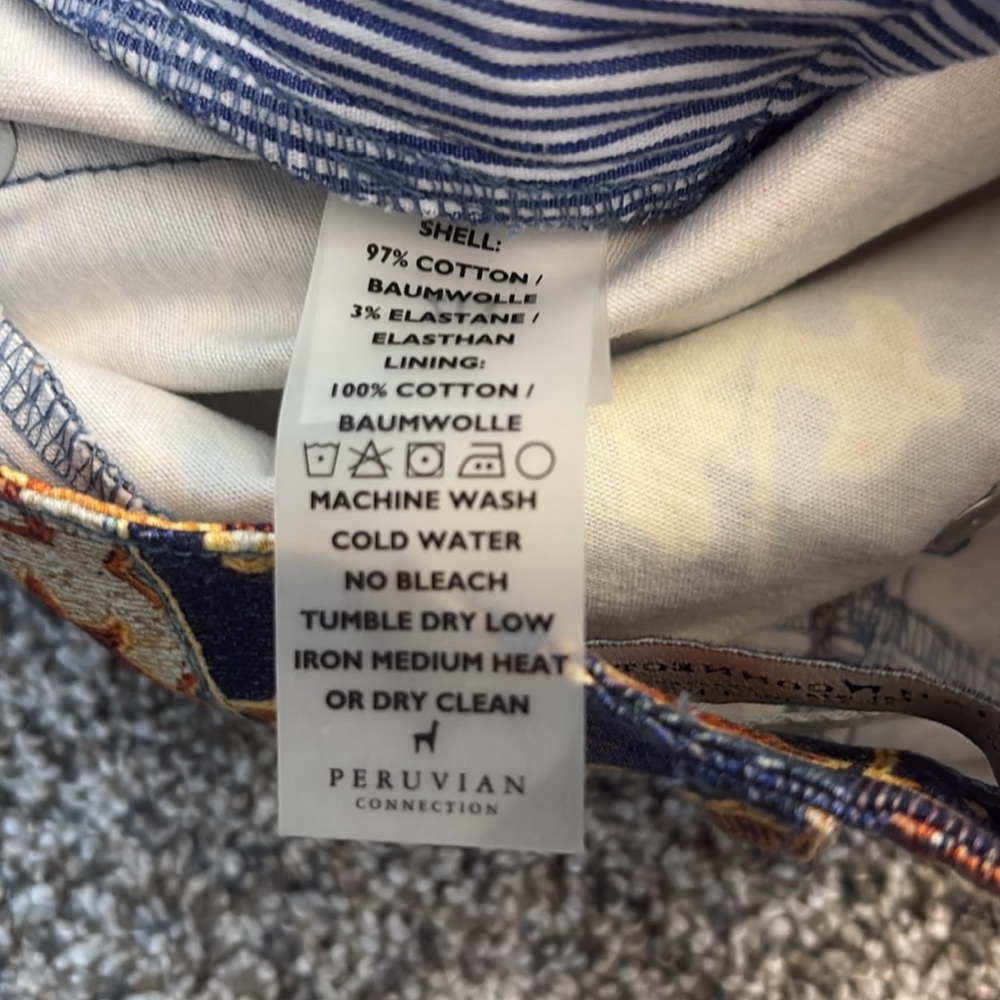 SHELL:
97% COTTON /
BAUMWOLLE
3% ELASTANE /
ELASTHAN
LINING:
100% COTTON /
BAUMWOLLE
MACHINE WASH
COLD WATER
NO BLEACH
TUMBLE DRY LOW
IRON MEDIUM HEAT
OR DRY CLEAN
PERUVIAN
CONNECTION